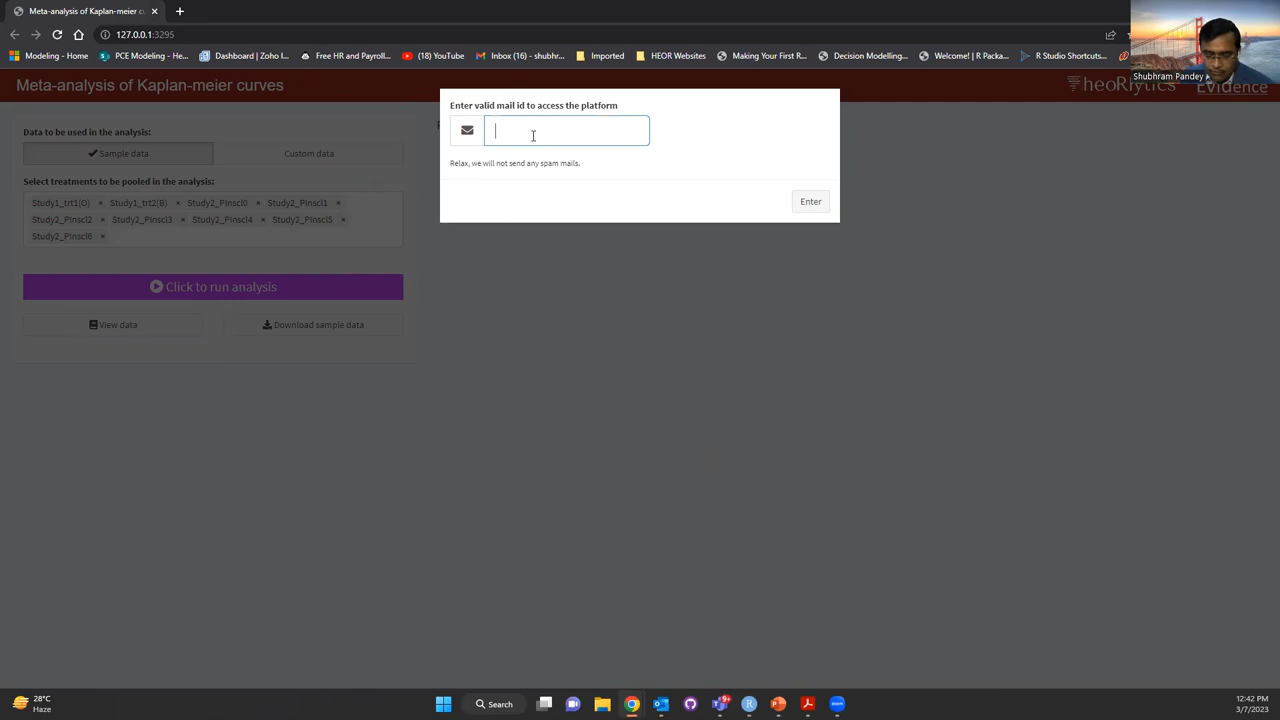 Meta-analysis of Kaplan-meier cu
127.0.0.1:3295
Modeling - Home
PCE Modeling - He...
Dashboard | Zoho I...
Free HR and Payroll...
(18) YouTube
Inbox (16) - shubhr...
Imported
HEOR Websites
Making Your First R...
Decision Modelling...
Welcome! | R Packa...
R Studio Shortcuts...
Shubhram Pandey
Meta-analysis of Kaplan-meier curves
heoRlytics
Evidence
Enter valid mail id to access the platform
Relax, we will not send any spam mails.
Enter
Data to be used in the analysis:
Sample data
Custom data
Select treatments to be pooled in the analysis:
Study1_trt1(O) × Study1_trt2(B) × Study2_PInscl0 × Study2_PInscl1 ×
Study2_PInscl2 × Study2_PInscl3 × Study2_PInscl4 × Study2_PInscl5 ×
Study2_PInscl6 ×
Click to run analysis
View data
Download sample data
28°C
Haze
Search
9+
12:42 PM
3/7/2023